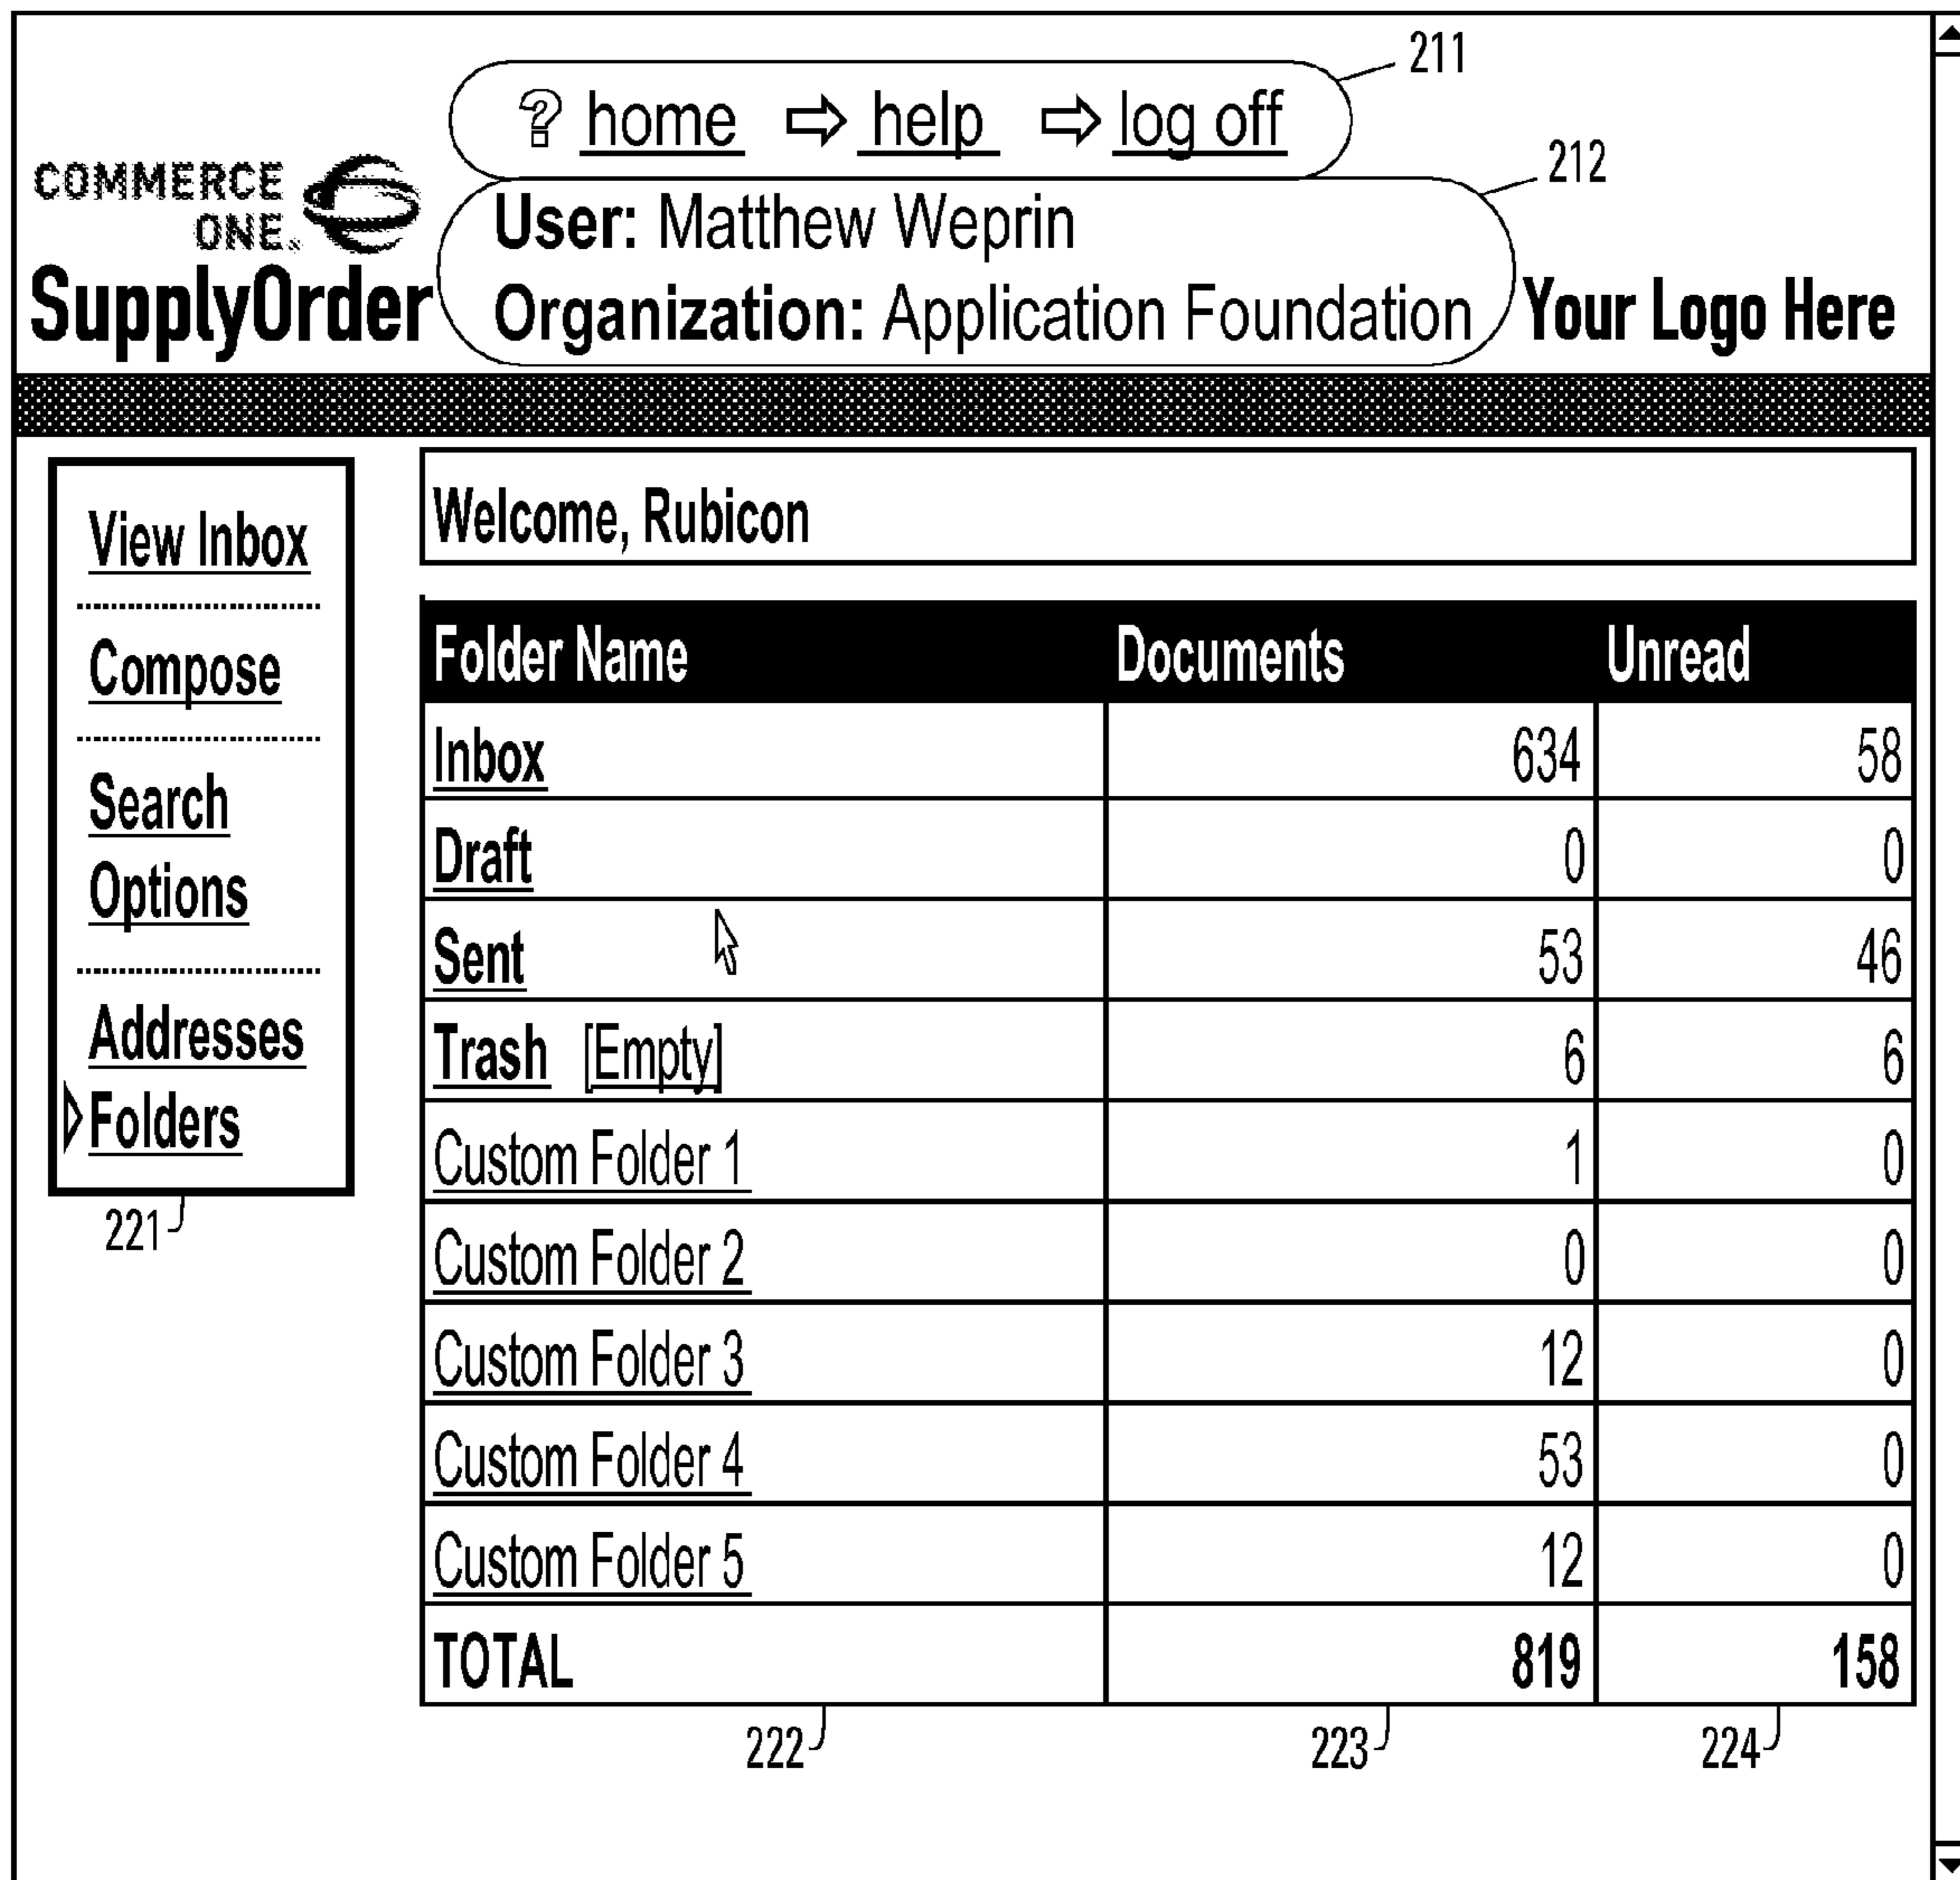 211
? home ⇨ help ⇨ log off
212
COMMERCE
ONE.
User: Matthew Weprin
SupplyOrder
Organization: Application Foundation
Your Logo Here
View Inbox
Compose
Search
Options
Addresses
Folders
221
Welcome, Rubicon
Folder Name Documents Unread
Inbox 634 58
Draft 0 0
Sent 53 46
Trash [Empty] 6 6
Custom Folder 1 1 0
Custom Folder 2 0 0
Custom Folder 3 12 0
Custom Folder 4 53 0
Custom Folder 5 12 0
TOTAL 819 158
222 223 224